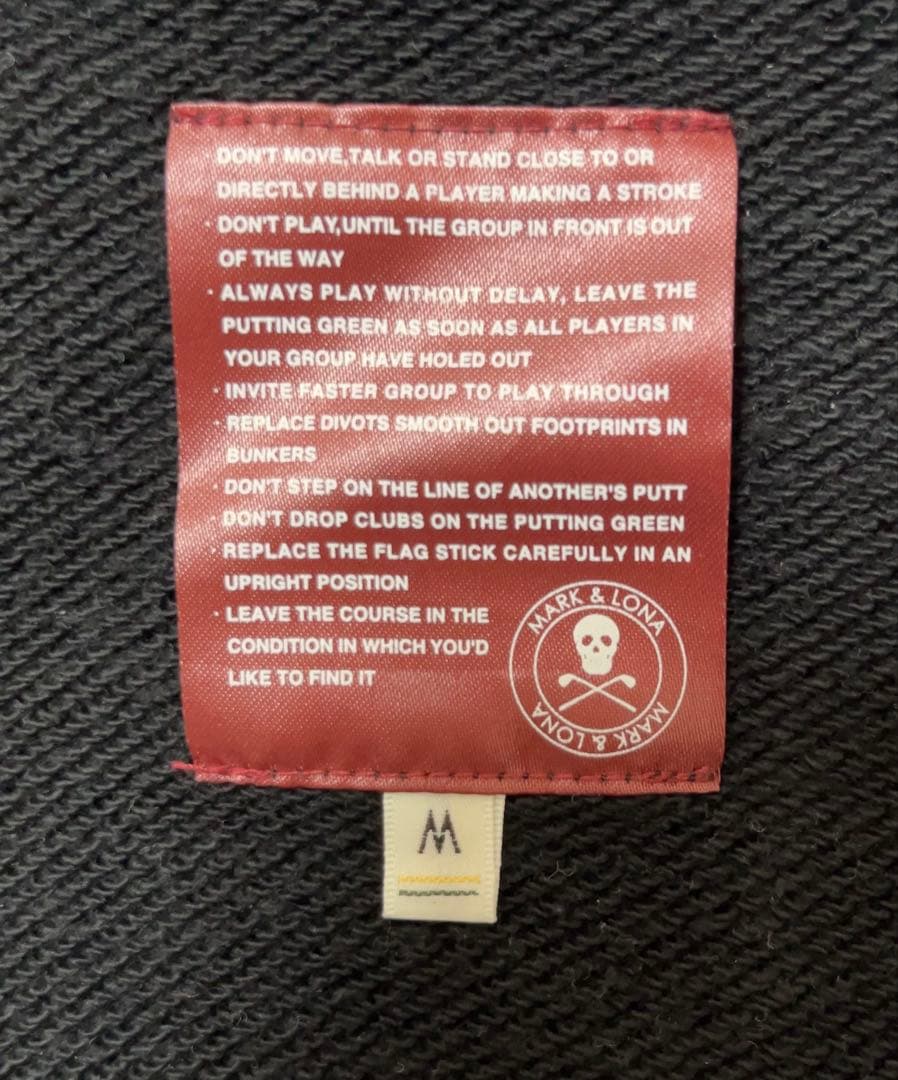 · DON'T MOVE,TALK OR STAND CLOSE TO OR
DIRECTLY BEHIND A PLAYER MAKING A STROKE
· DON'T PLAY,UNTIL THE GROUP IN FRONT IS OUT
OF THE WAY
· ALWAYS PLAY WITHOUT DELAY, LEAVE THE
PUTTING GREEN AS SOON AS ALL PLAYERS IN
YOUR GROUP HAVE HOLED OUT
· INVITE FASTER GROUP TO PLAY THROUGH
· REPLACE DIVOTS SMOOTH OUT FOOTPRINTS IN
BUNKERS
· DON'T STEP ON THE LINE OF ANOTHER'S PUTT
DON'T DROP CLUBS ON THE PUTTING GREEN
· REPLACE THE FLAG STICK CAREFULLY IN AN
UPRIGHT POSITION
· LEAVE THE COURSE IN THE
CONDITION IN WHICH YOU'D
LIKE TO FIND IT
MARK & LONA
MARK & LONA
M